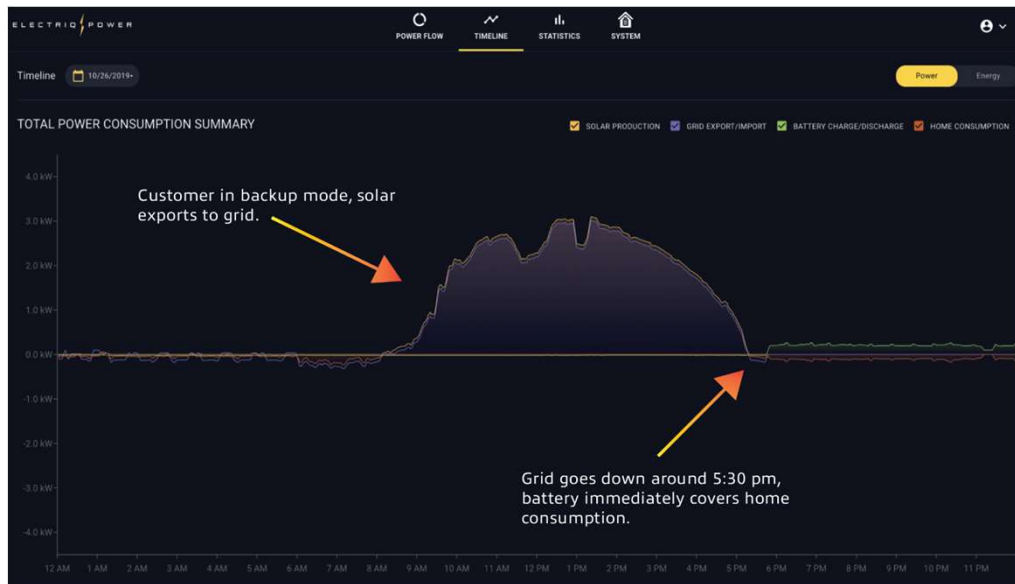 ELECTRIQ POWER
POWER FLOW
TIMELINE
STATISTICS
SYSTEM
Timeline
10/26/2019
Power
Energy
TOTAL POWER CONSUMPTION SUMMARY
SOLAR PRODUCTION
GRID EXPORT/IMPORT
BATTERY CHARGE/DISCHARGE
HOME CONSUMPTION
4.0 kW
3.0 kW
2.0 kW
1.0 kW
0.0 kW
-1.0 kW
-2.0 kW
-3.0 kW
-4.0 kW
Customer in backup mode, solar
exports to grid.
Grid goes down around 5:30 pm,
battery immediately covers home
consumption.
12 AM 1 AM 2 AM 3 AM 4 AM 5 AM 6 AM 7 AM 8 AM 9 AM 10 AM 11 AM 12 PM 1 PM 2 PM 3 PM 4 PM 5 PM 6 PM 7 PM 8 PM 9 PM 10 PM 11 PM